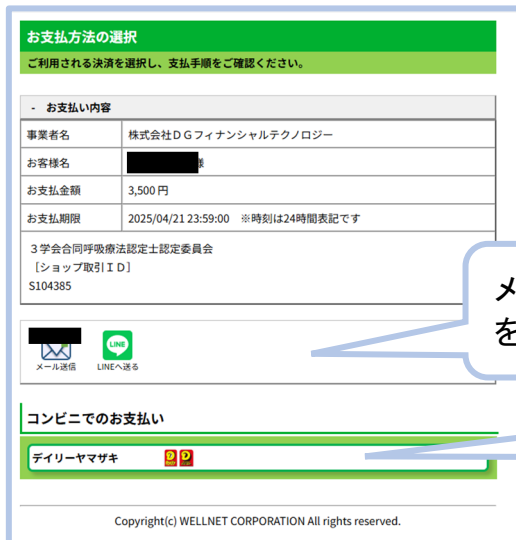 お支払方法の選択
ご利用される決済を選択し、支払手順をご確認ください。
- お支払い内容
事業者名 株式会社ＤＧフィナンシャルテクノロジー
お客様名 様
お支払金額 3,500 円
お支払期限 2025/04/21 23:59:00 ※時刻は24時間表記です
３学会合同呼吸療法認定士認定委員会
［ショップ取引ＩＤ］
S104385
メ
を
LINE
メール送信 LINEへ送る
コンビニでのお支払い
デイリーヤマザキ
Copyright(c) WELLNET CORPORATION All rights reserved.